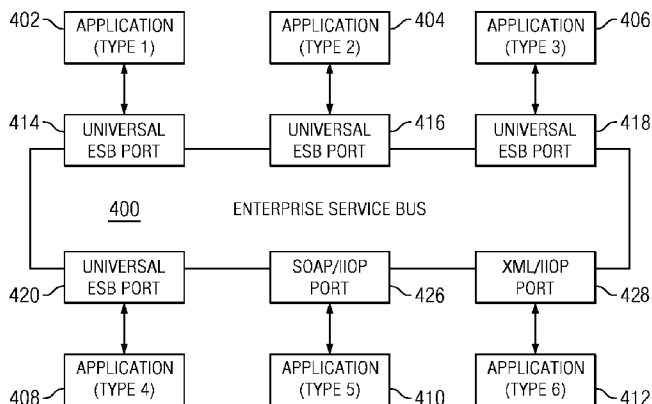 402 APPLICATION (TYPE 1)
404 APPLICATION (TYPE 2)
406 APPLICATION (TYPE 3)
414 UNIVERSAL ESB PORT
416 UNIVERSAL ESB PORT
418 UNIVERSAL ESB PORT
400 ENTERPRISE SERVICE BUS
420 UNIVERSAL ESB PORT
426 SOAP/IIOP PORT
428 XML/IIOP PORT
408 APPLICATION (TYPE 4)
410 APPLICATION (TYPE 5)
412 APPLICATION (TYPE 6)